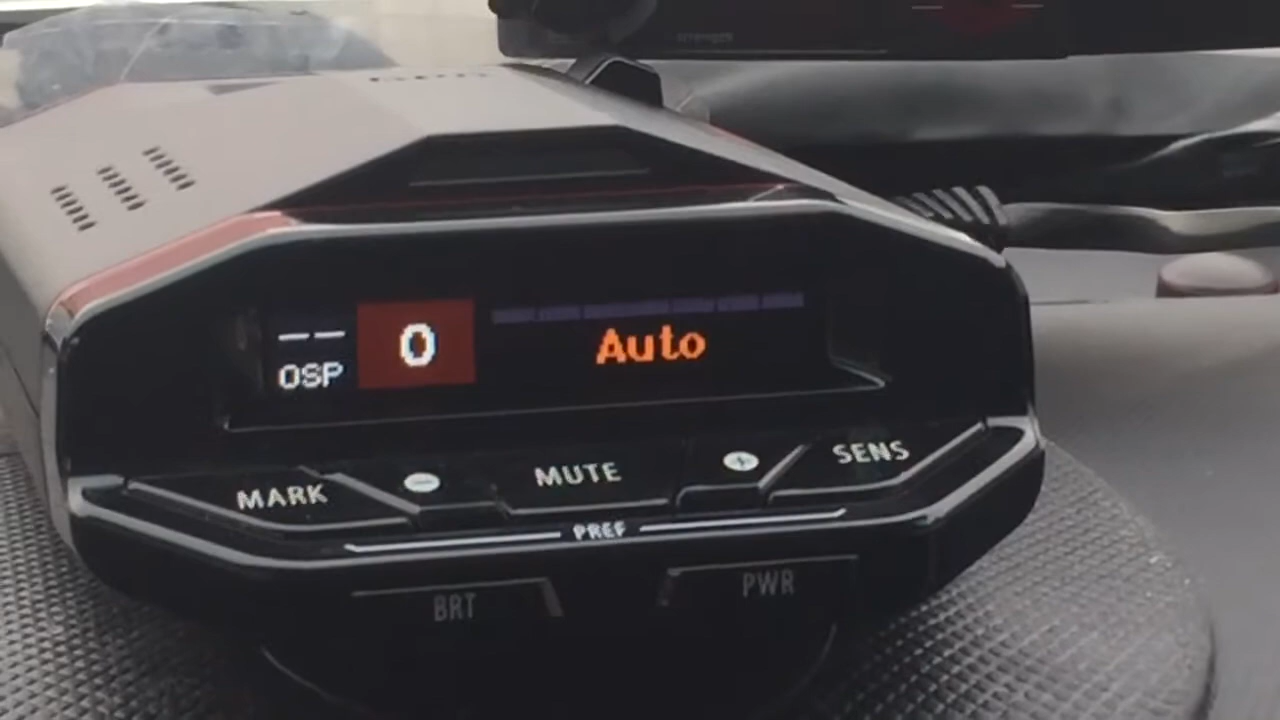 -- 0 Auto
OSP
MARK - MUTE + SENS
PREF
BRT PWR